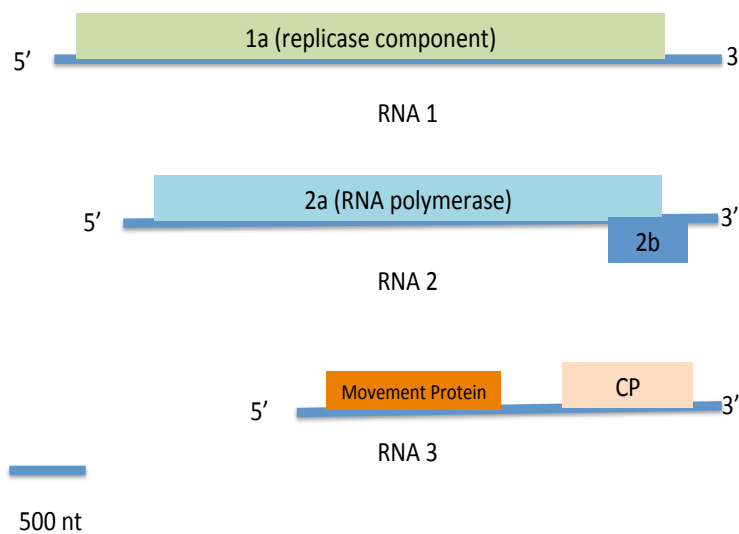 1a (replicase component)
5’ 3
RNA 1
2a (RNA polymerase)
5’ 3’
2b
RNA 2
Movement Protein CP
5’ 3’
RNA 3
500 nt